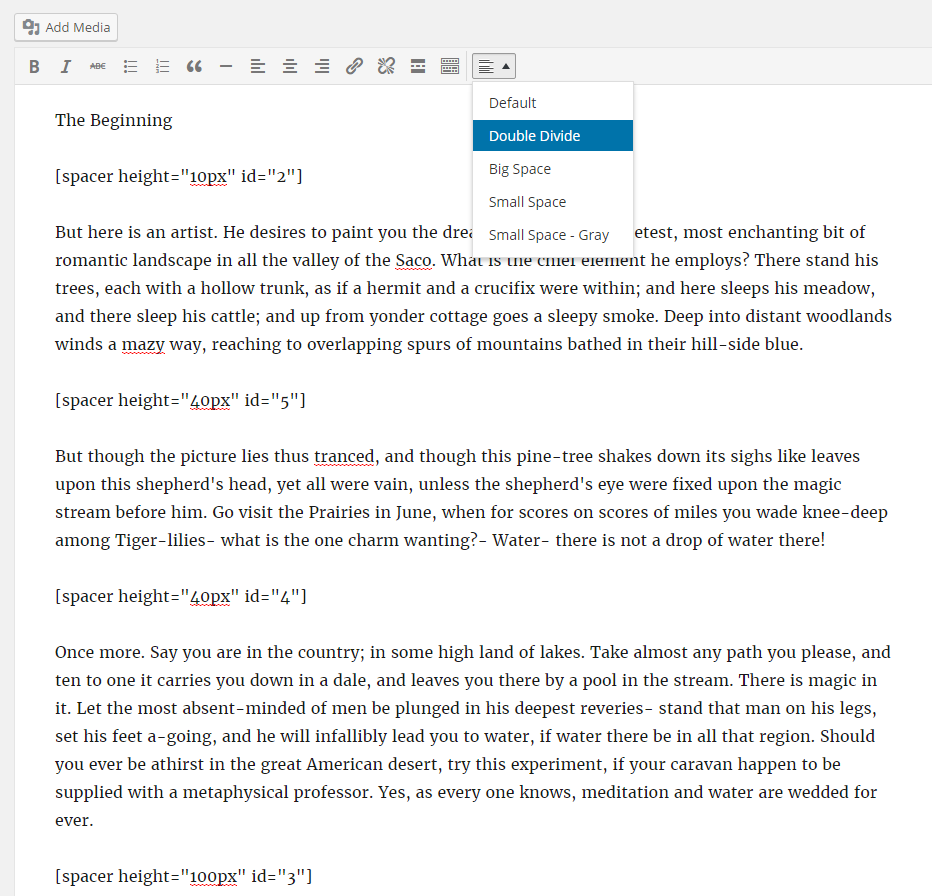 Add Media
B I ABC
Default
Double Divide
Big Space
Small Space
Small Space - Gray
The Beginning
[spacer height="10px" id="2"]
But here is an artist. He desires to paint you the drea etest, most enchanting bit of
romantic landscape in all the valley of the Saco. What is the chief element he employs? There stand his
trees, each with a hollow trunk, as if a hermit and a crucifix were within; and here sleeps his meadow,
and there sleep his cattle; and up from yonder cottage goes a sleepy smoke. Deep into distant woodlands
winds a mazy way, reaching to overlapping spurs of mountains bathed in their hill-side blue.
[spacer height="40px" id="5"]
But though the picture lies thus tranced, and though this pine-tree shakes down its sighs like leaves
upon this shepherd's head, yet all were vain, unless the shepherd's eye were fixed upon the magic
stream before him. Go visit the Prairies in June, when for scores on scores of miles you wade knee-deep
among Tiger-lilies- what is the one charm wanting?- Water- there is not a drop of water there!
[spacer height="40px" id="4"]
Once more. Say you are in the country; in some high land of lakes. Take almost any path you please, and
ten to one it carries you down in a dale, and leaves you there by a pool in the stream. There is magic in
it. Let the most absent-minded of men be plunged in his deepest reveries- stand that man on his legs,
set his feet a-going, and he will infallibly lead you to water, if water there be in all that region. Should
you ever be athirst in the great American desert, try this experiment, if your caravan happen to be
supplied with a metaphysical professor. Yes, as every one knows, meditation and water are wedded for
ever.
[spacer height="100px" id="3"]